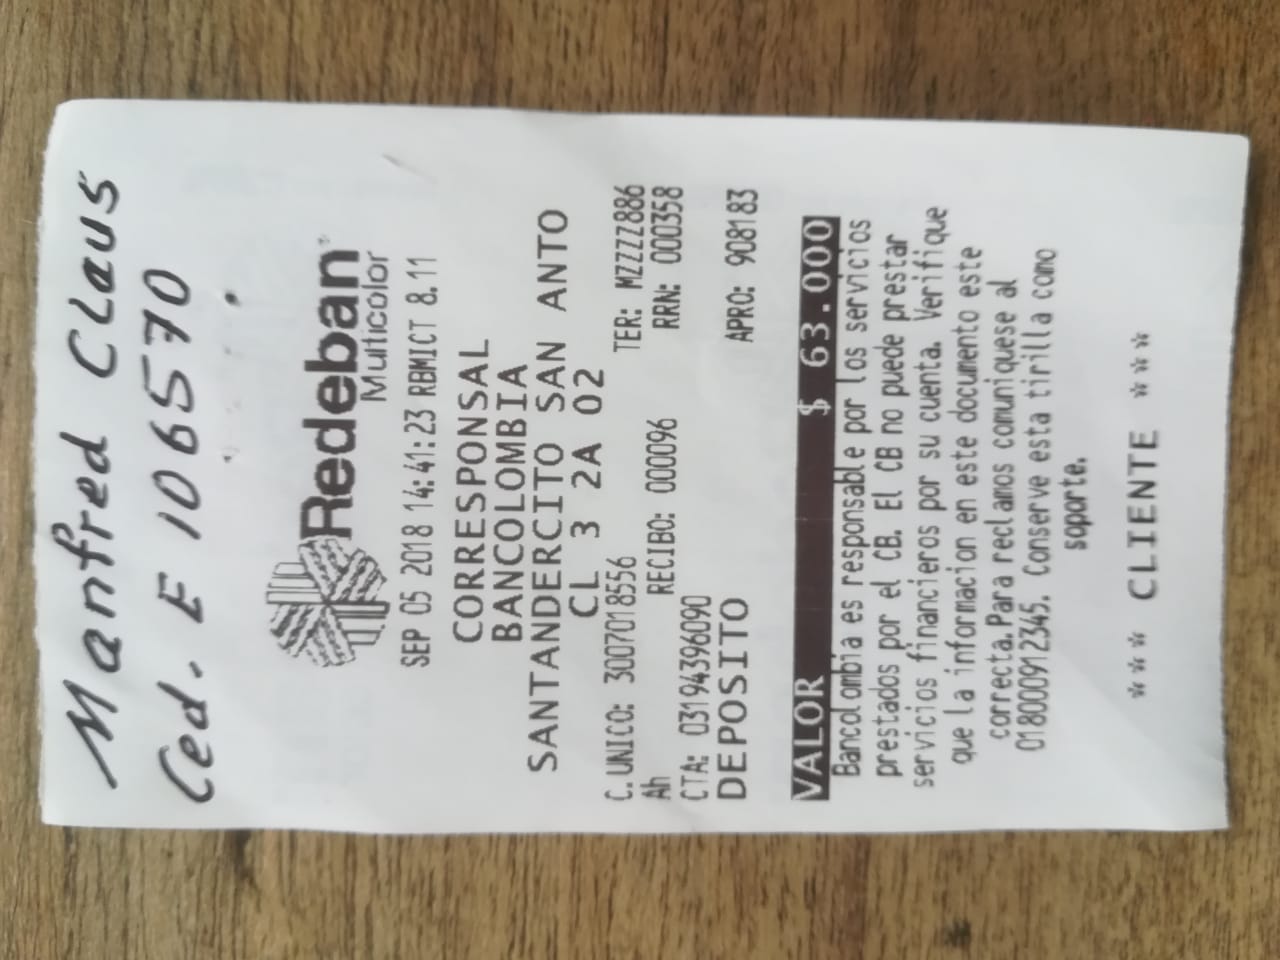 Manfred Claus
Ced. E 106570
Redeban
Multicolor
SEP 05 2018 14:41:23 RBMICT 8.11
CORRESPONSAL
BANCOLOMBIA
SANTANDERCITO SAN ANTO
CL 3 2A 02
C. UNICO: 3007018556 TER: MZZZZ886
Ah RECIBO: 000096 RRN: 000358
CTA: 03194396090
DEPOSITO APRO: 908183
VALOR $ 63.000
Bancolombia es responsable por los servicios
prestados por el CB. El CB no puede prestar
servicios financieros por su cuenta. Verifique
que la informacion en este documento este
correcta.Para reclamos comuniquese al
018000912345. Conserve esta tirilla como
soporte.
*** CLIENTE ***